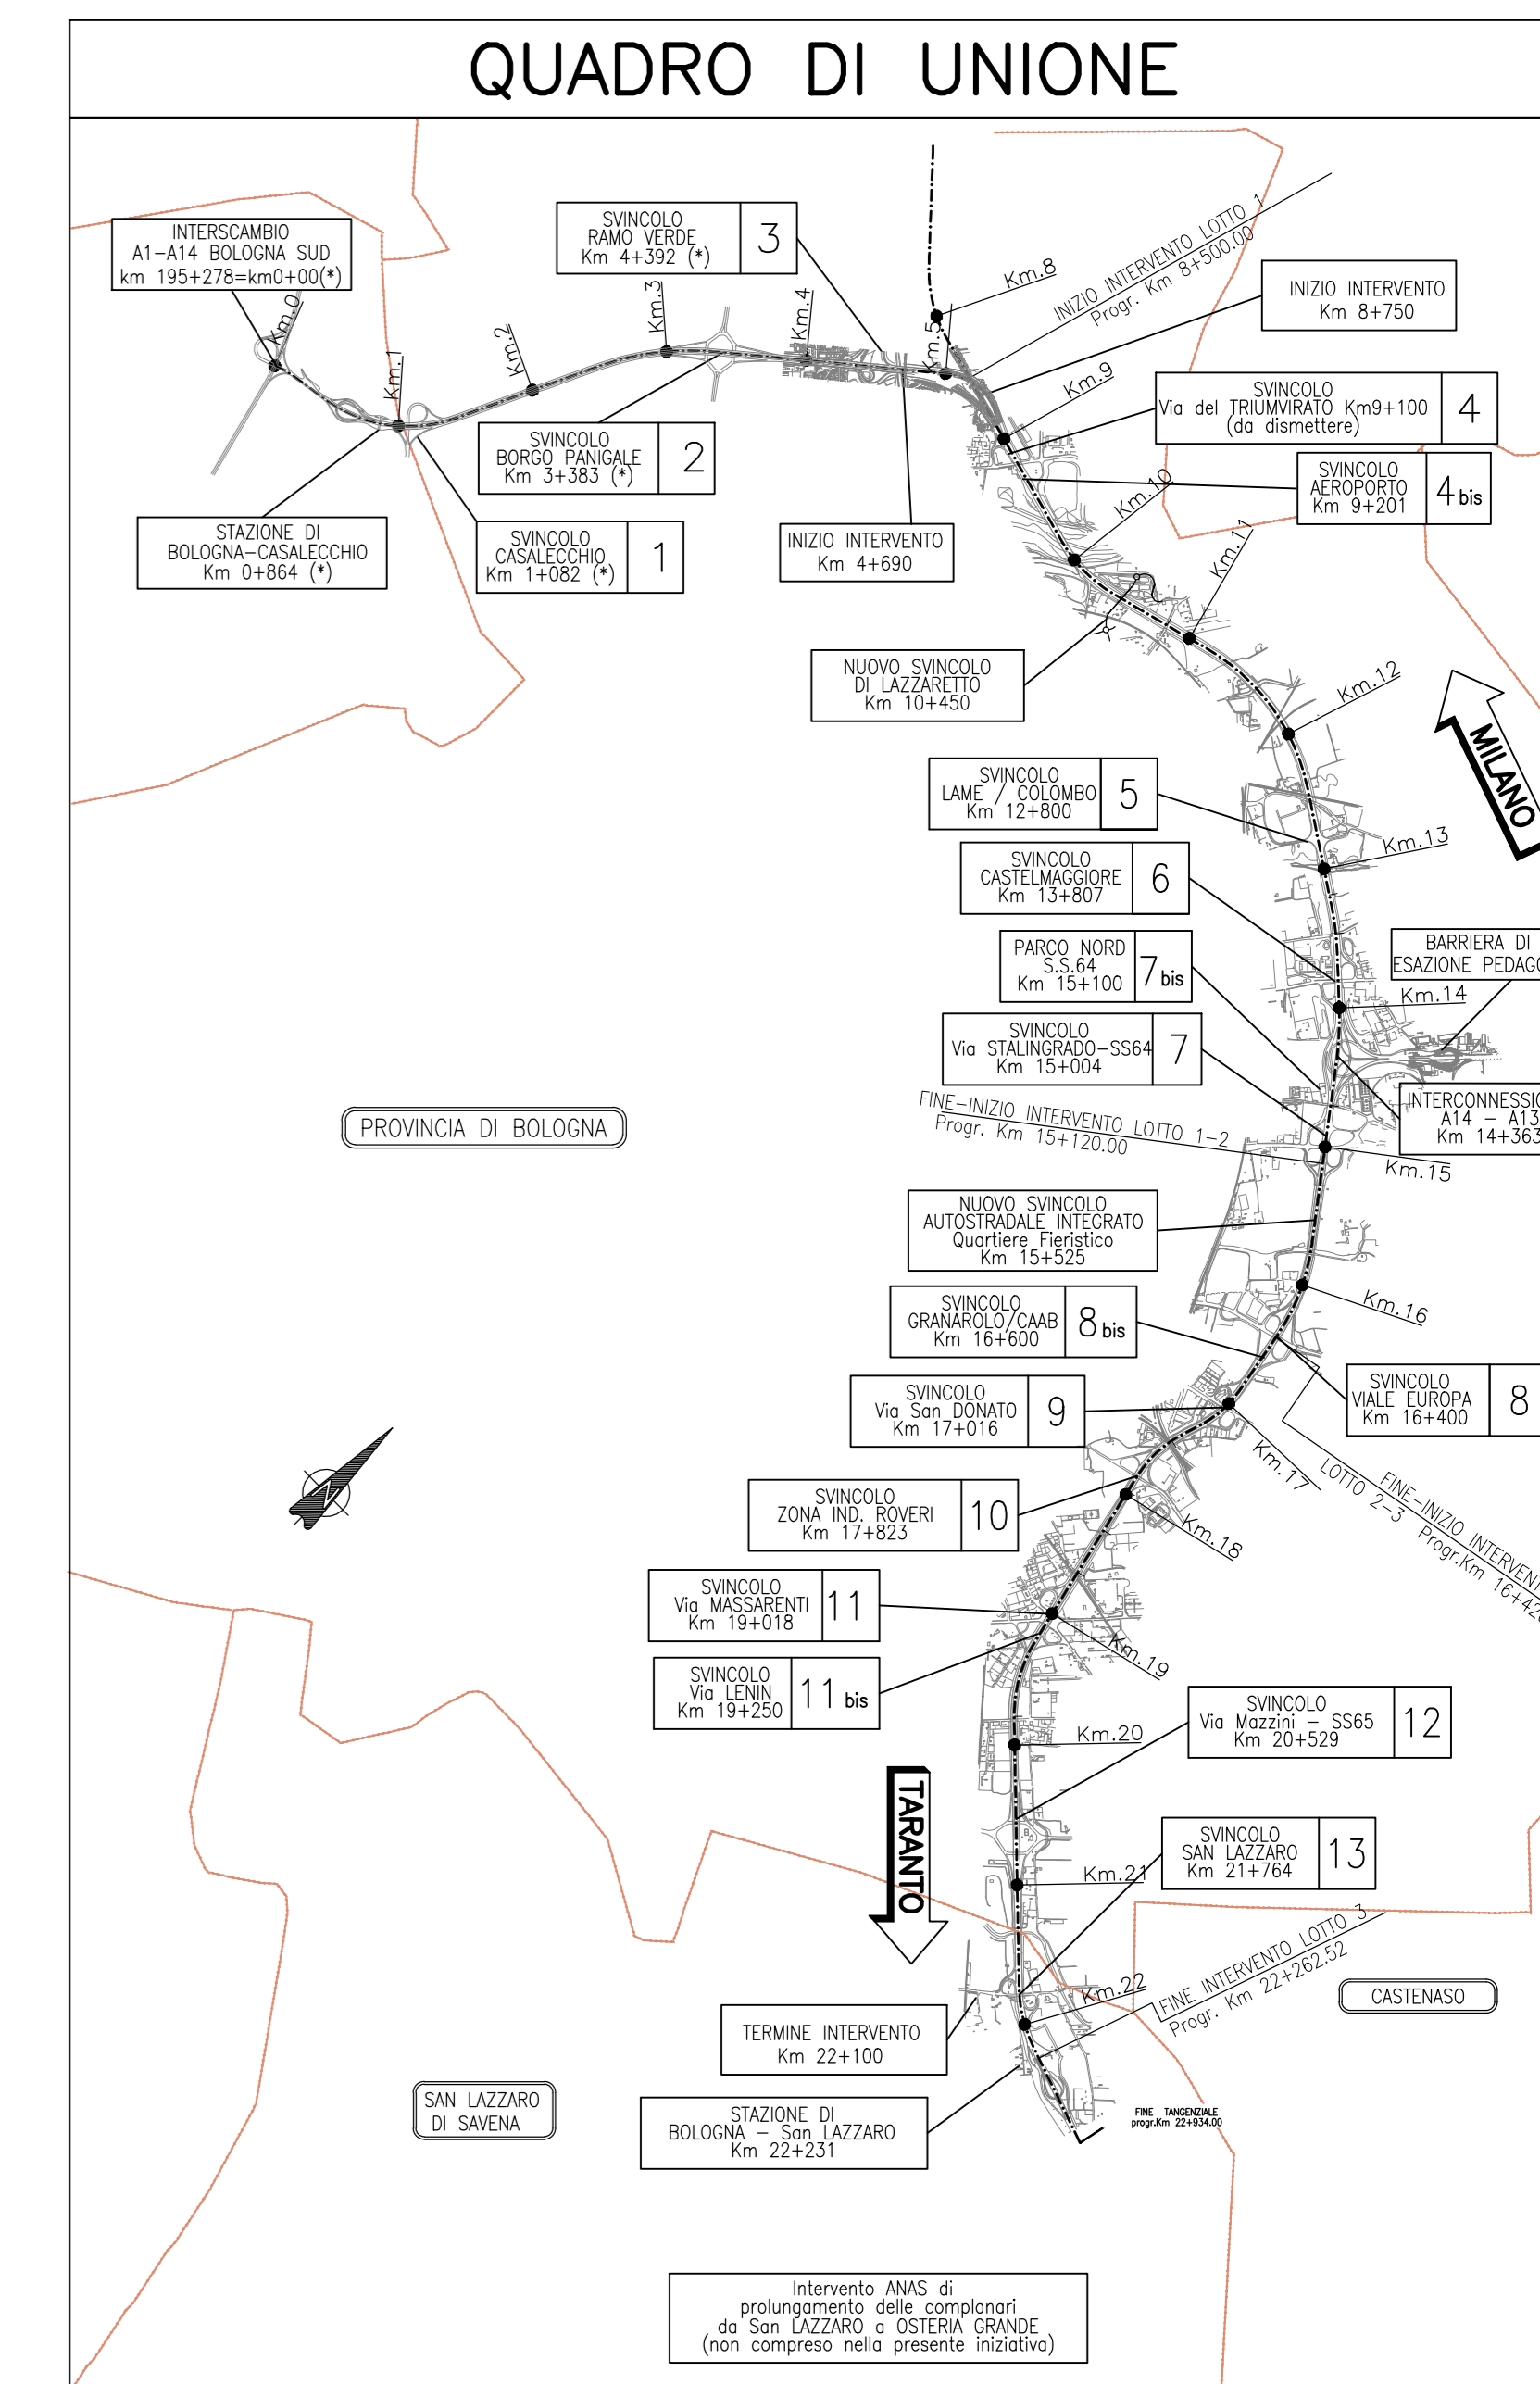 QUADRO DI UNIONE
INTERSCAMBIO
A1-A14 BOLOGNA SUD
km 195+278=km0+00(*)
SVINCOLO
RAMO VERDE
Km 4+392 (*)
3
INIZIO INTERVENTO LOTTO 1
Progr. Km 8+500.00
INIZIO INTERVENTO
Km 8+750
Km.0
Km.1
Km.2
Km.3
Km.4
Km.5
Km.8
Km.9
SVINCOLO
Via del TRIUMVIRATO Km9+100
(da dismettere)
4
SVINCOLO
BORGO PANIGALE
Km 3+383 (*)
2
SVINCOLO
AEROPORTO
Km 9+201
4 bis
STAZIONE DI
BOLOGNA-CASALECCHIO
Km 0+864 (*)
SVINCOLO
CASALECCHIO
Km 1+082 (*)
1
INIZIO INTERVENTO
Km 4+690
Km.10
Km.11
NUOVO SVINCOLO
DI LAZZARETTO
Km 10+450
Km.12
MILANO
SVINCOLO
LAME / COLOMBO
Km 12+800
5
Km.13
SVINCOLO
CASTELMAGGIORE
Km 13+807
6
PARCO NORD
S.S.64
Km 15+100
7 bis
BARRIERA DI
Km.14
SVINCOLO
Via STALINGRADO-SS64
Km 15+004
7
A14 - A13
Km 14+363
FINE-INIZIO INTERVENTO LOTTO 1-2
Progr. Km 15+120.00
PROVINCIA DI BOLOGNA
Km.15
NUOVO SVINCOLO
AUTOSTRADALE INTEGRATO
Quartiere Fieristico
Km 15+525
SVINCOLO
GRANAROLO/CAAB
Km 16+600
8 bis
Km.16
SVINCOLO
VIALE EUROPA
Km 16+400
8
SVINCOLO
Via San DONATO
Km 17+016
9
Km.17
FINE-INIZIO
LOTTO 2-3 Progr.Km
SVINCOLO
ZONA IND. ROVERI
Km 17+823
10
Km.18
SVINCOLO
Via MASSARENTI
Km 19+018
11
Km.19
SVINCOLO
Via LENIN
Km 19+250
11 bis
SVINCOLO
Via Mazzini - SS65
Km 20+529
12
Km.20
TARANTO
SVINCOLO
SAN LAZZARO
Km 21+764
13
Km.21
FINE INTERVENTO LOTTO 3
Progr. Km 22+262.52
Km.22
CASTENASO
TERMINE INTERVENTO
Km 22+100
SAN LAZZARO
DI SAVENA
STAZIONE DI
BOLOGNA - San LAZZARO
Km 22+231
FINE TANGENZIALE
progr.Km 22+934.00
Intervento ANAS di
prolungamento delle complanari
da San LAZZARO a OSTERIA GRANDE
(non compreso nella presente iniziativa)